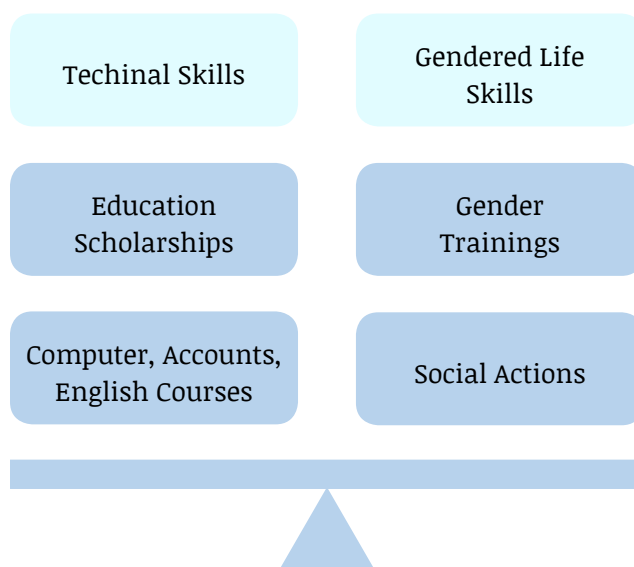 Techinal Skills
Gendered Life
Skills
Education
Scholarships
Gender
Trainings
Computer, Accounts,
English Courses
Social Actions